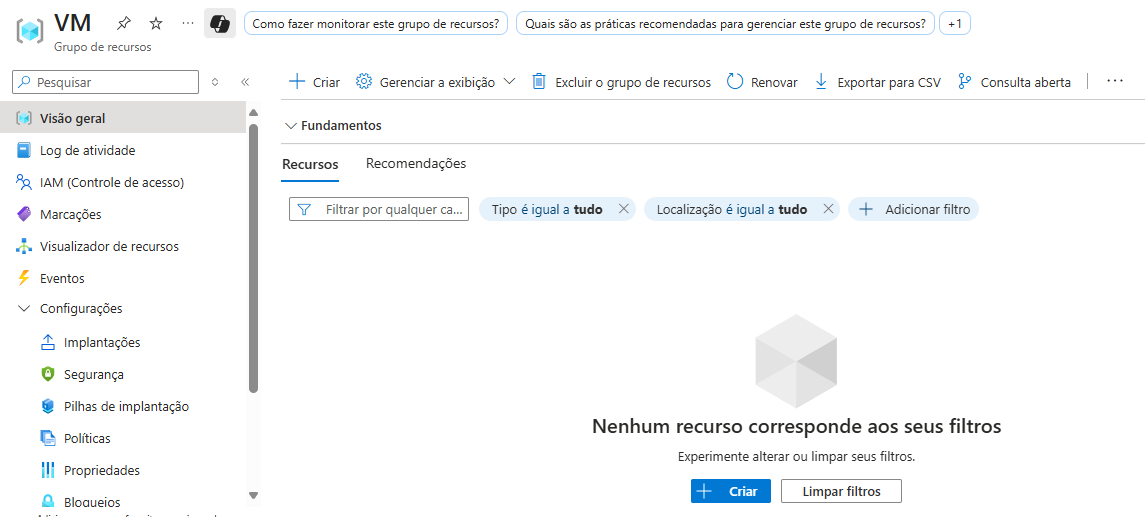 VM
Grupo de recursos
Como fazer monitorar este grupo de recursos?
Quais são as práticas recomendadas para gerenciar este grupo de recursos?
+1
Pesquisar
Criar
Gerenciar a exibição
Excluir o grupo de recursos
Renovar
Exportar para CSV
Consulta aberta
Visão geral
Log de atividade
IAM (Controle de acesso)
Marcações
Visualizador de recursos
Eventos
Configurações
Implantações
Segurança
Pilhas de implantação
Políticas
Propriedades
Bloqueios
Fundamentos
Recursos
Recomendações
Filtrar por qualquer ca...
Tipo é igual a tudo
Localização é igual a tudo
Adicionar filtro
Nenhum recurso corresponde aos seus filtros
Experimente alterar ou limpar seus filtros.
Criar
Limpar filtros